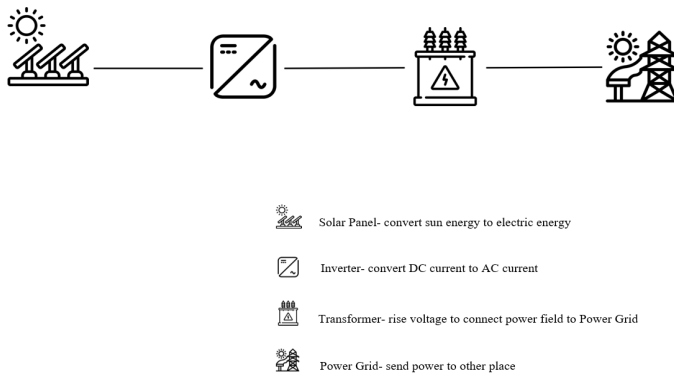 Solar Panel- convert sun energy to electric energy
Inverter- convert DC current to AC current
Transformer- rise voltage to connect power field to Power Grid
Power Grid- send power to other place